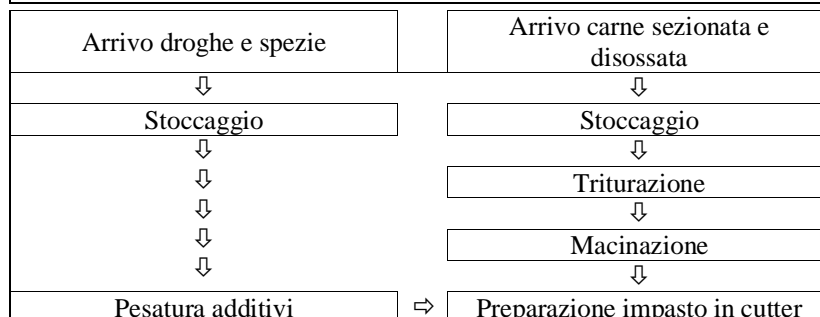 Arrivo droghe e spezie
Arrivo carne sezionata e
disossata
⇩ ⇩
Stoccaggio Stoccaggio
⇩ ⇩
⇩ Triturazione
⇩ ⇩
⇩ Macinazione
⇩ ⇩
Pesatura additivi ⇨ Preparazione impasto in cutter